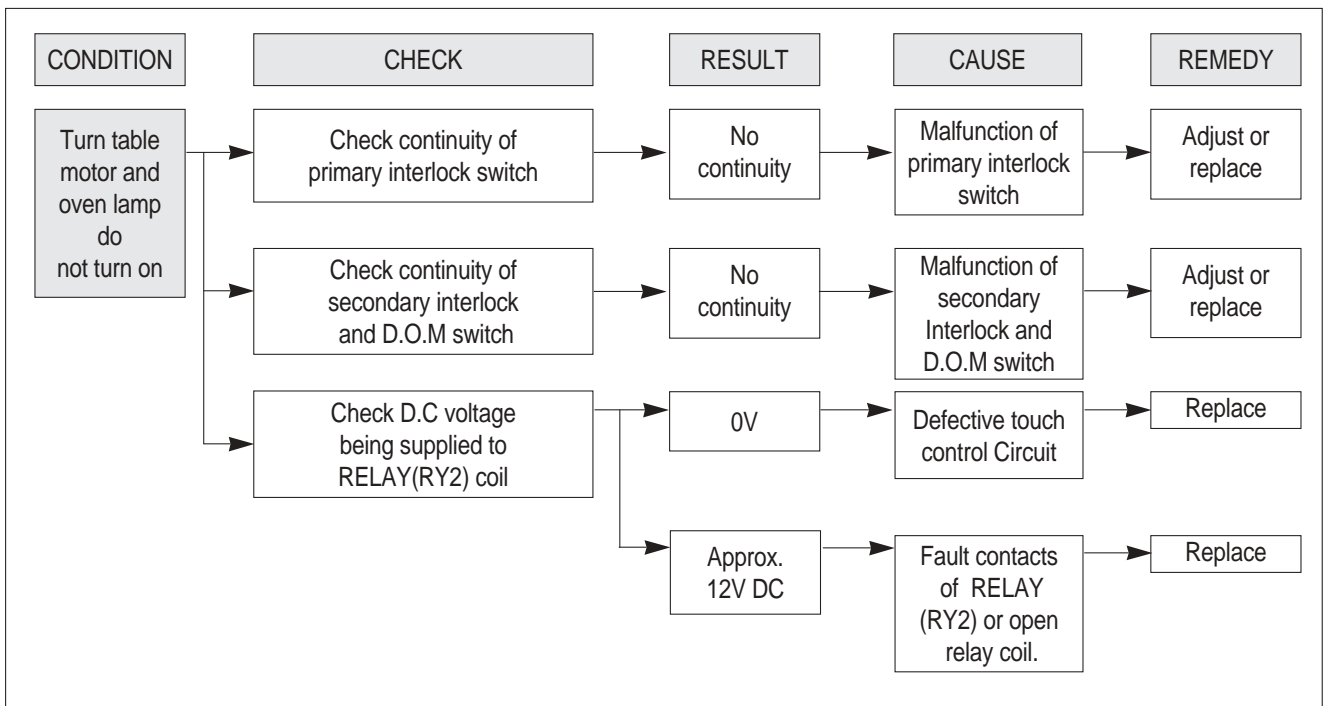 CONDITION
CHECK
RESULT
CAUSE
REMEDY
Turn table
motor and
oven lamp
do
not turn on
Check continuity of
primary interlock switch
No
continuity
Malfunction of
primary interlock
switch
Adjust or
replace
Check continuity of
secondary interlock
and D.O.M switch
No
continuity
Malfunction of
secondary
Interlock and
D.O.M switch
Adjust or
replace
Check D.C voltage
being supplied to
RELAY(RY2) coil
0V
Defective touch
control Circuit
Replace
Approx.
12V DC
Fault contacts
of RELAY
(RY2) or open
relay coil.
Replace